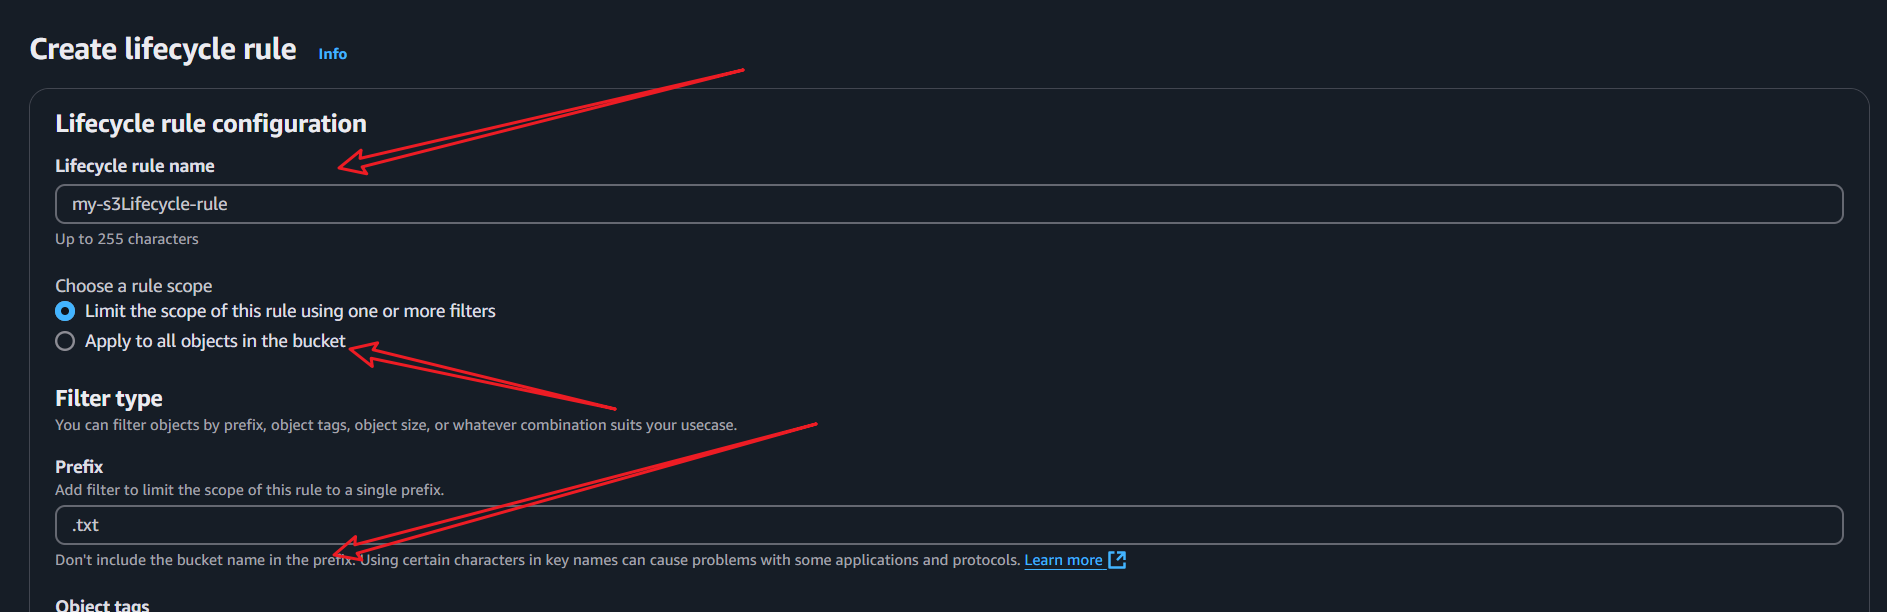 Create lifecycle rule Info
Lifecycle rule configuration
Lifecycle rule name
my-s3Lifecycle-rule
Up to 255 characters
Choose a rule scope
Limit the scope of this rule using one or more filters
Apply to all objects in the bucket
Filter type
You can filter objects by prefix, object tags, object size, or whatever combination suits your usecase.
Prefix
Add filter to limit the scope of this rule to a single prefix.
.txt
Don't include the bucket name in the prefix. Using certain characters in key names can cause problems with some applications and protocols. Learn more
Object tags